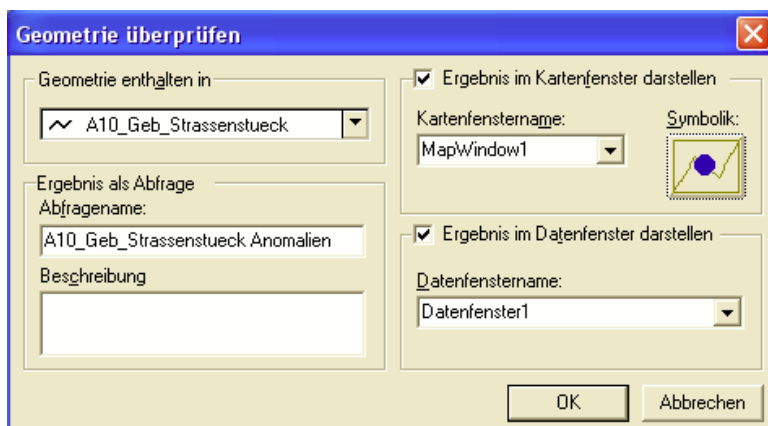 Geometrie überprüfen
Geometrie enthalten in
A10_Geb_Strassenstueck
Ergebnis als Abfrage
Abfragename:
A10_Geb_Strassenstueck Anomalien
Beschreibung
Ergebnis im Kartenfenster darstellen
Kartenfenstername:
Symbolik:
MapWindow1
Ergebnis im Datenfenster darstellen
Datenfenstername:
Datenfenster1
OK
Abbrechen